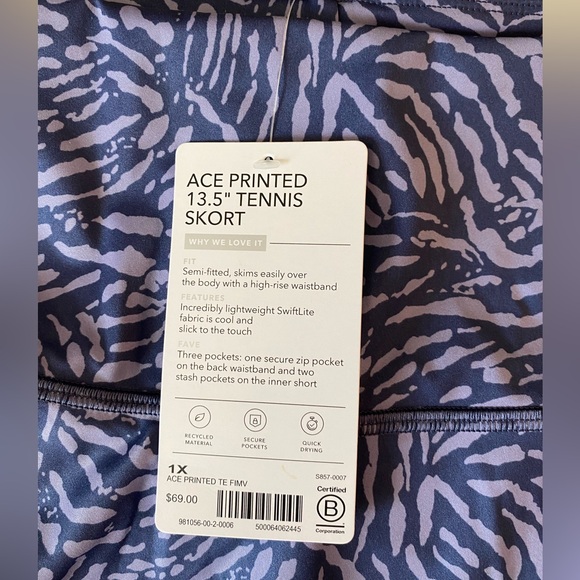 ACE PRINTED
13.5" TENNIS
SKORT
WHY WE LOVE IT
FIT
Semi-fitted, skims easily over
the body with a high-rise waistband
FEATURES
Incredibly lightweight SwiftLite
fabric is cool and
slick to the touch
FAVE
Three pockets: one secure zip pocket
on the back waistband and two
stash pockets on the inner short
RECYCLED
MATERIAL
SECURE
POCKETS
QUICK
DRYING
1X
ACE PRINTED TE FIMV
$69.00
981056-00-2-0006
500064062445
S857-0007
Certified
B
Corporation